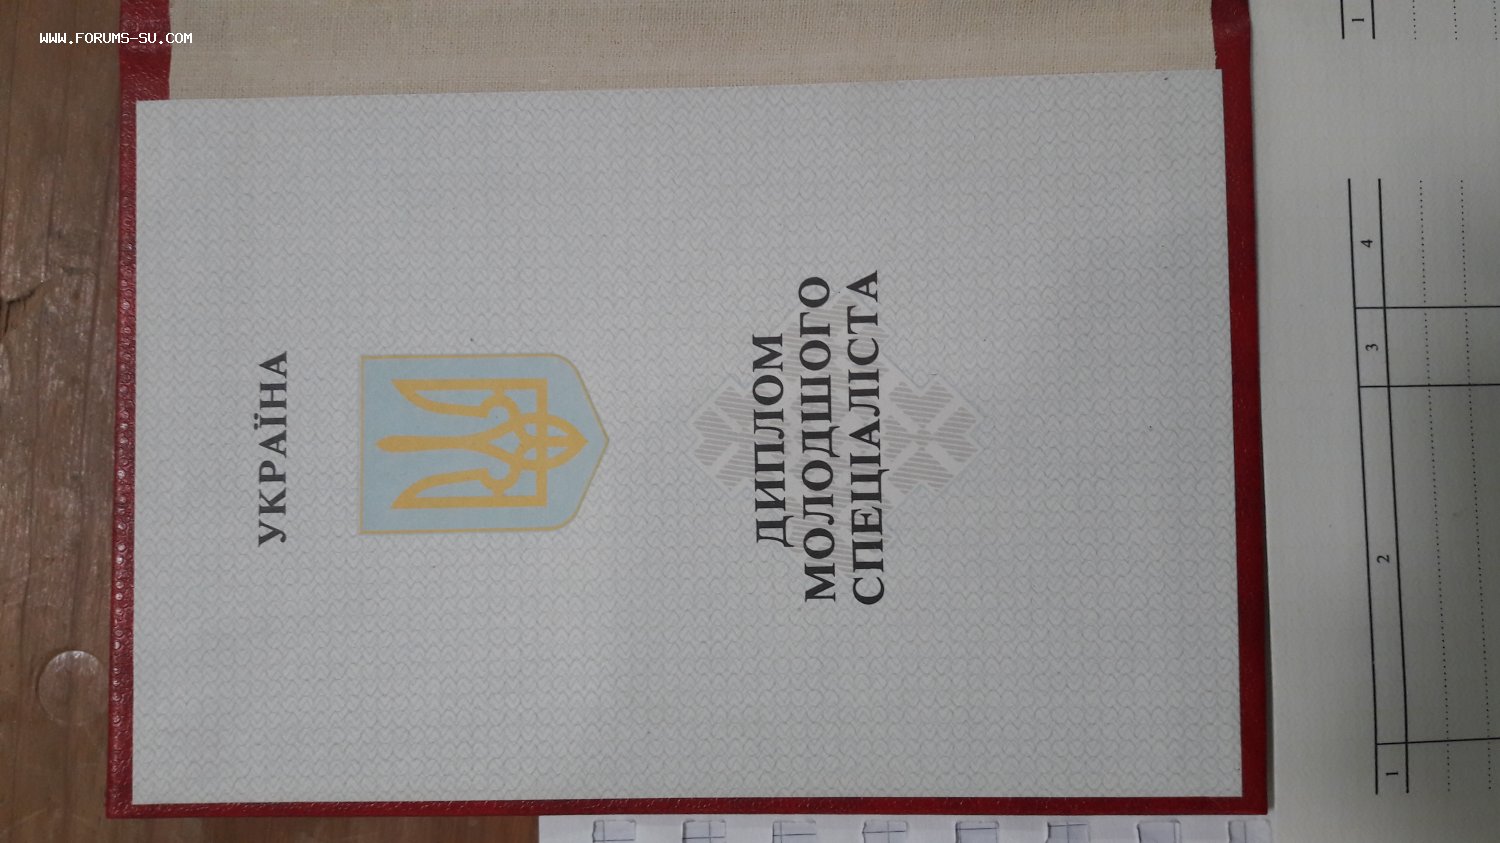 WWW.FORUMS-SU.COM
УКРАЇНА
ДИПЛОМ
МОЛОДШОГО
СПЕЦІАЛІСТА
1
1 2 3 4